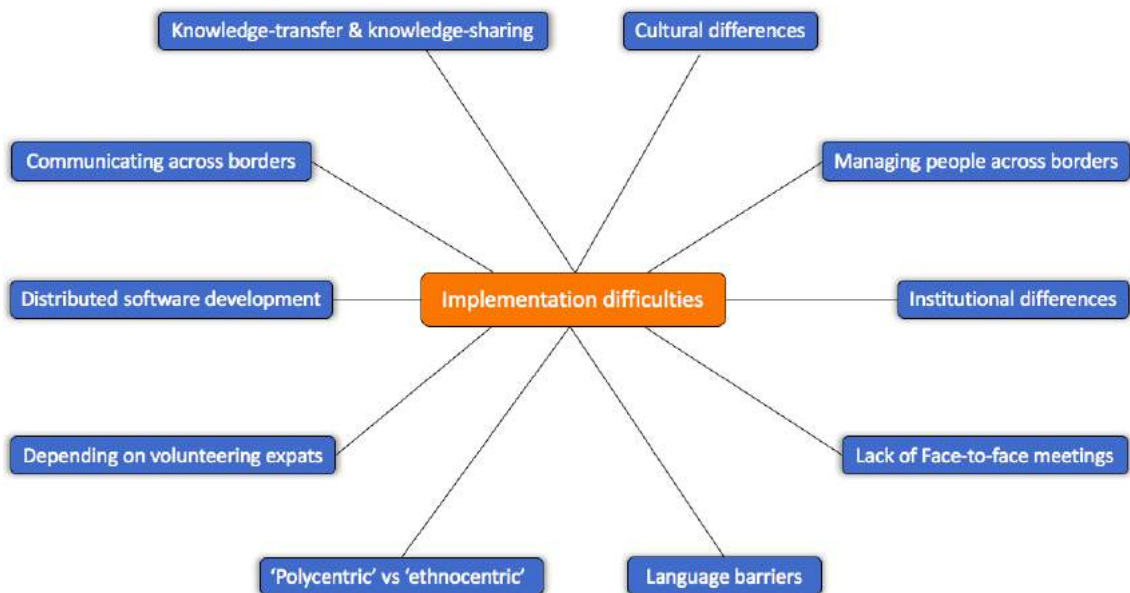 Knowledge-transfer & knowledge-sharing
Cultural differences
Communicating across borders
Managing people across borders
Distributed software development
Implementation difficulties
Institutional differences
Depending on volunteering expats
Lack of Face-to-face meetings
‘Polycentric’ vs ‘ethnocentric’
Language barriers